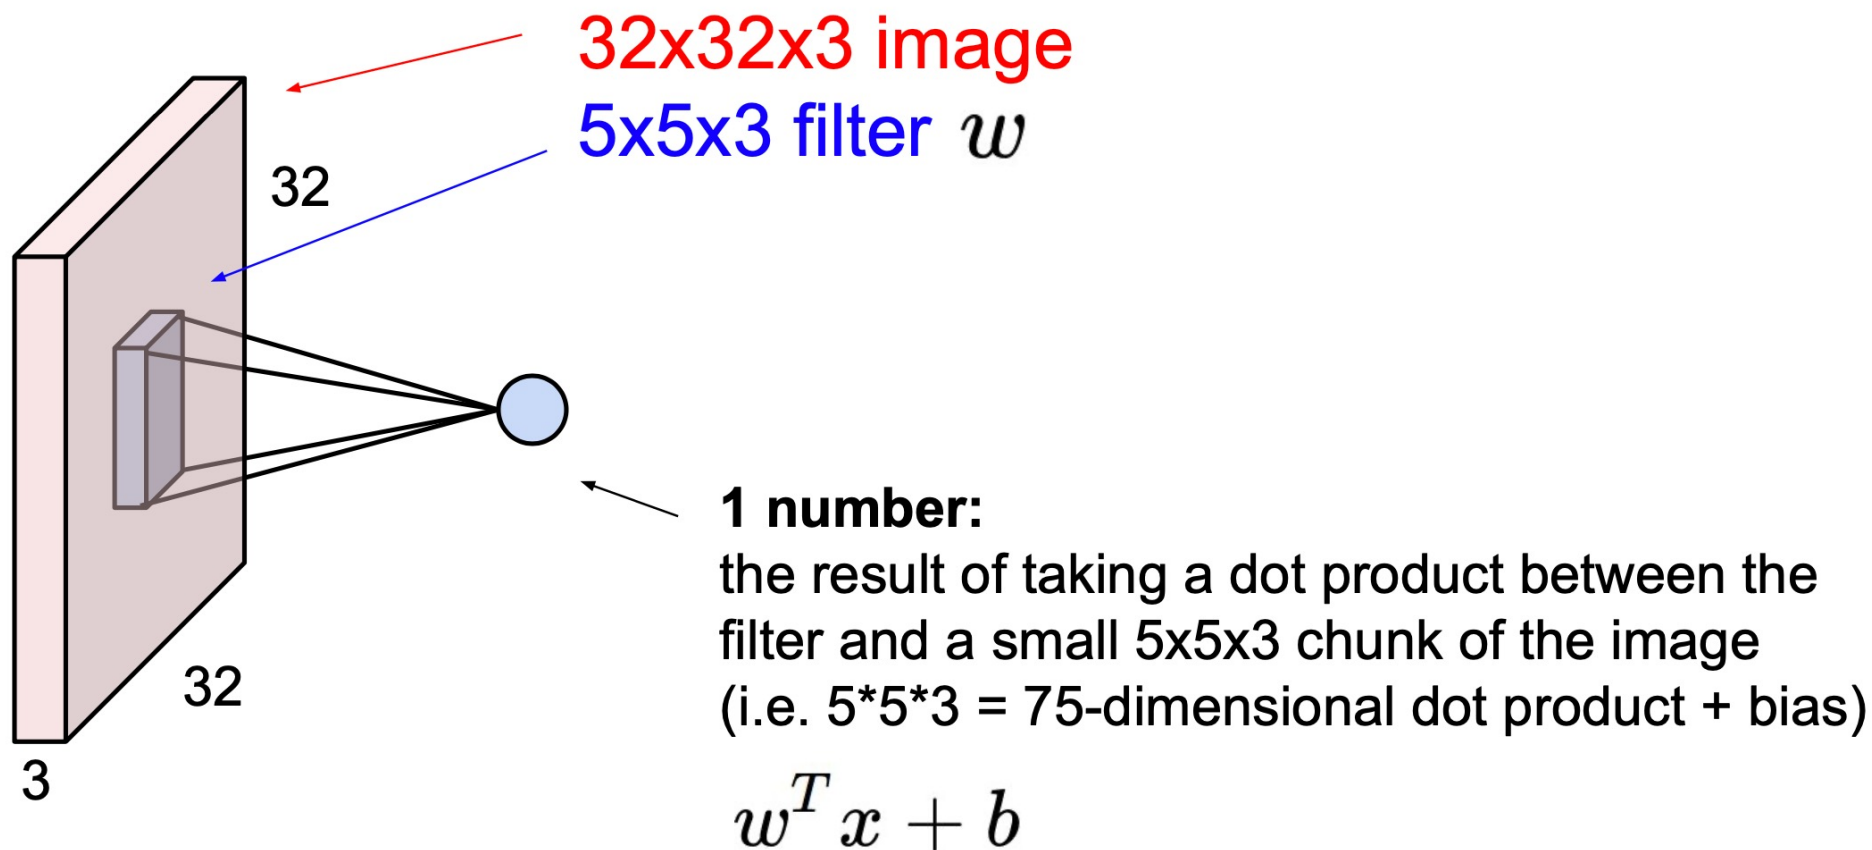 32x32x3 image
5x5x3 filter w
32
32
3
1 number:
the result of taking a dot product between the
filter and a small 5x5x3 chunk of the image
(i.e. 5*5*3 = 75-dimensional dot product + bias)
w^T x + b